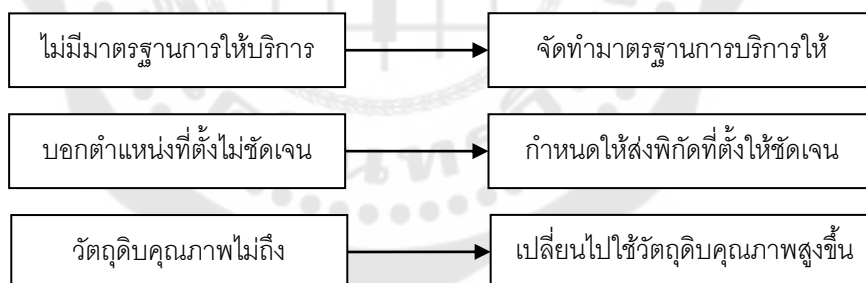 ไม่มีมาตรฐานการให้บริการ
จัดทำมาตรฐานการบริการให้
บอกตำแหน่งที่ตั้งไม่ชัดเจน
กำหนดให้ส่งพิกัดที่ตั้งให้ชัดเจน
วัตถุดิบคุณภาพไม่ถึง
เปลี่ยนไปใช้วัตถุดิบคุณภาพสูงขึ้น